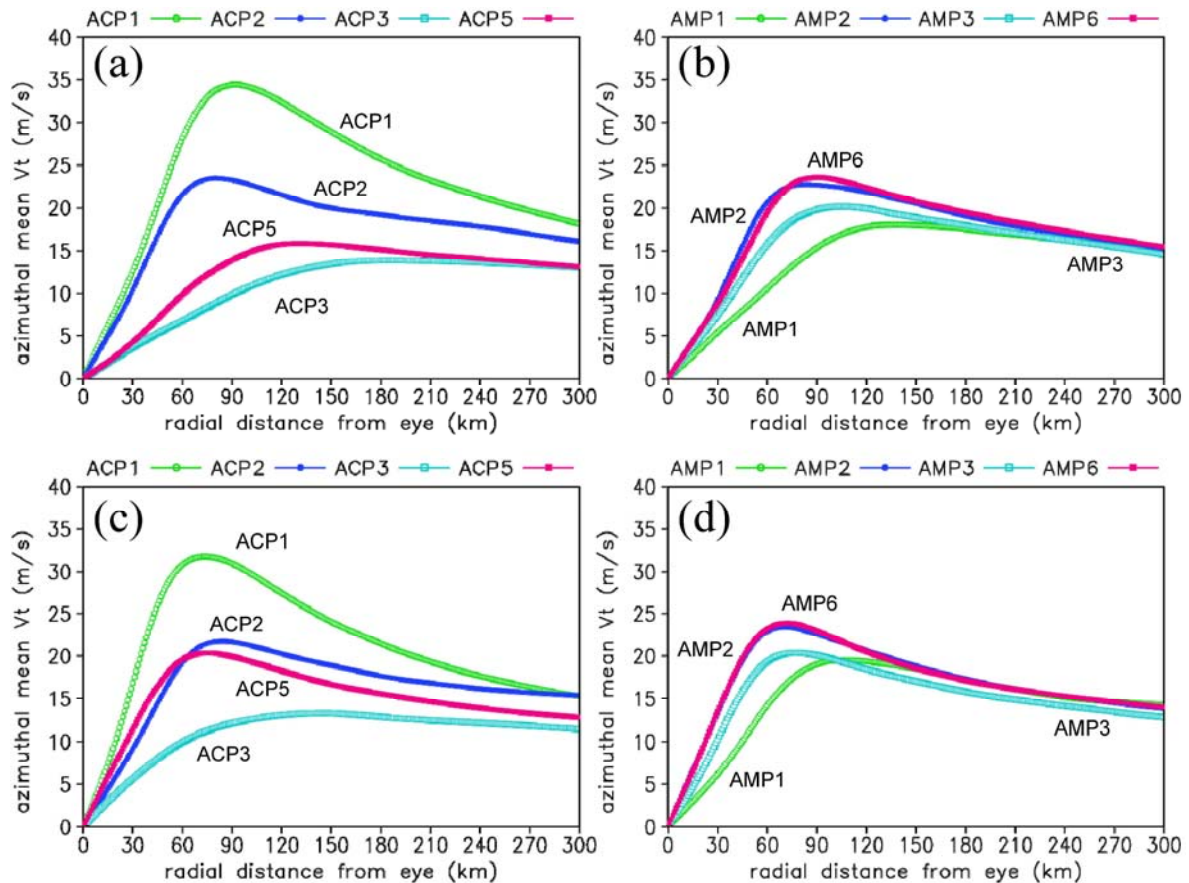 ACP1 ACP2 ACP3 ACP5
AMP1 AMP2 AMP3 AMP6
(a)
azimuthal mean Vt (m/s)
40
35
30
25
20
15
10
5
0
ACP1
ACP2
ACP5
ACP3
0 30 60 90 120 150 180 210 240 270 300
radial distance from eye (km)
(b)
azimuthal mean Vt (m/s)
40
35
30
25
20
15
10
5
0
AMP6
AMP2
AMP3
AMP1
0 30 60 90 120 150 180 210 240 270 300
radial distance from eye (km)
ACP1 ACP2 ACP3 ACP5
AMP1 AMP2 AMP3 AMP6
(c)
azimuthal mean Vt (m/s)
40
35
30
25
20
15
10
5
0
ACP1
ACP2
ACP5
ACP3
0 30 60 90 120 150 180 210 240 270 300
radial distance from eye (km)
(d)
azimuthal mean Vt (m/s)
40
35
30
25
20
15
10
5
0
AMP6
AMP2
AMP3
AMP1
0 30 60 90 120 150 180 210 240 270 300
radial distance from eye (km)